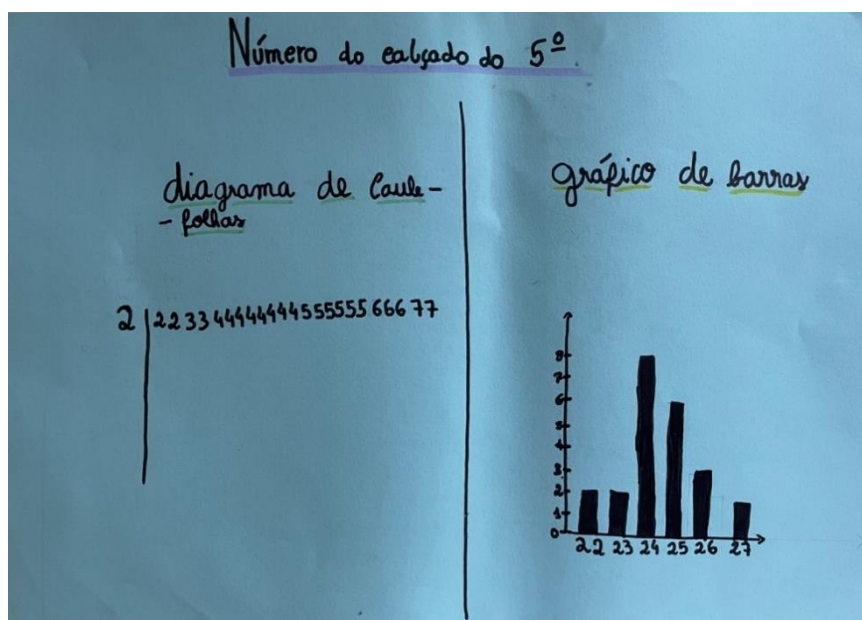 Número do calçado do 5º.
diagrama de Caule-
- folhas
2 | 2 2 3 3 4 4 4 4 4 4 4 4 5 5 5 5 5 5 6 6 6 7 7
gráfico de barras
8
7
6
5
4
3
2
1
0
22 23 24 25 26 27